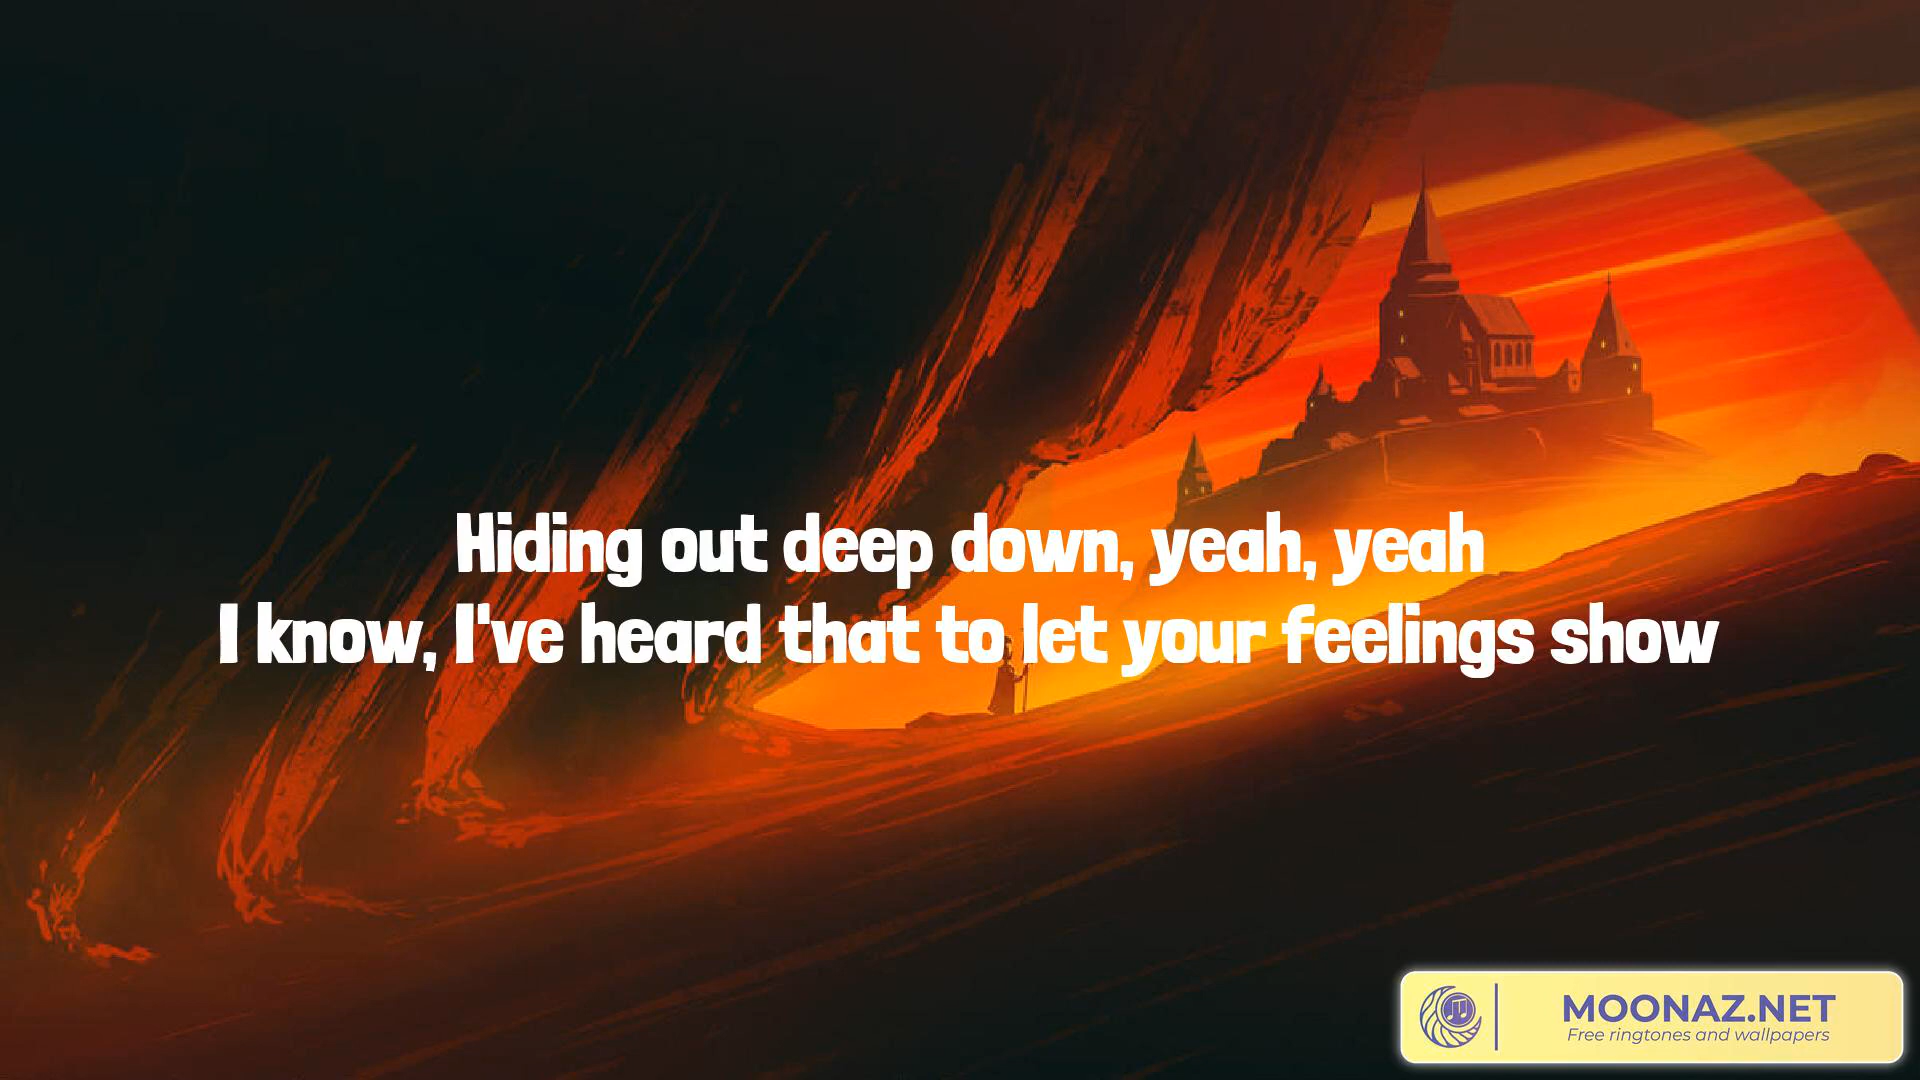 Hiding out deep down, yeah, yeah
I know, I've heard that to let your feelings show
MOONAZ.NET
Free ringtones and wallpapers